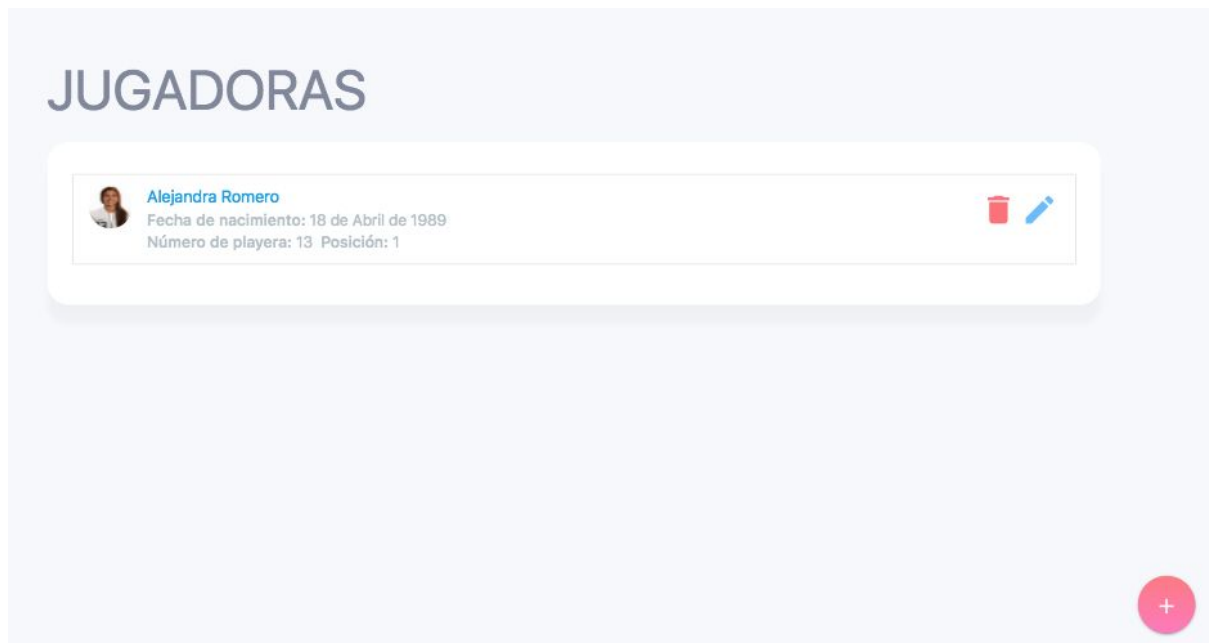 JUGADORAS
Alejandra Romero
Fecha de nacimiento: 18 de Abril de 1989
Número de playera: 13 Posición: 1
+